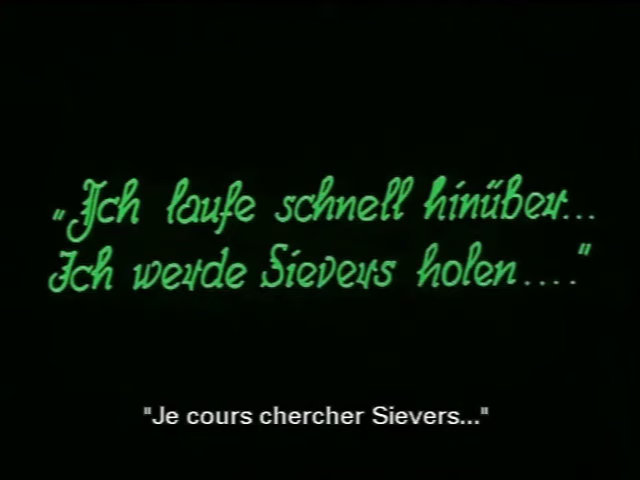 „Ich laufe schnell hinüber...
Ich werde Sievers holen...."
"Je cours chercher Sievers..."